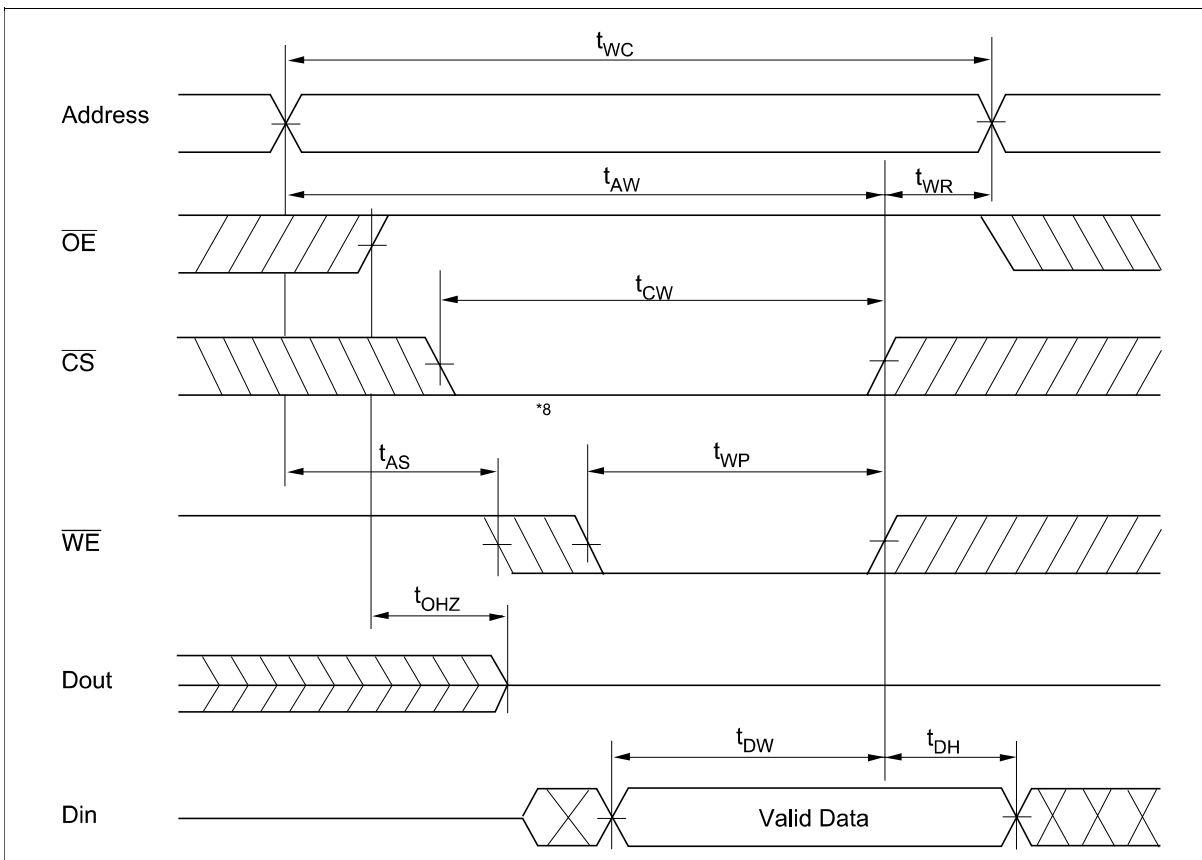 tWC
Address
tAW
tWR
OE
tCW
CS
*8
tAS
tWP
WE
tOHZ
Dout
tDW
tDH
Din
Valid Data